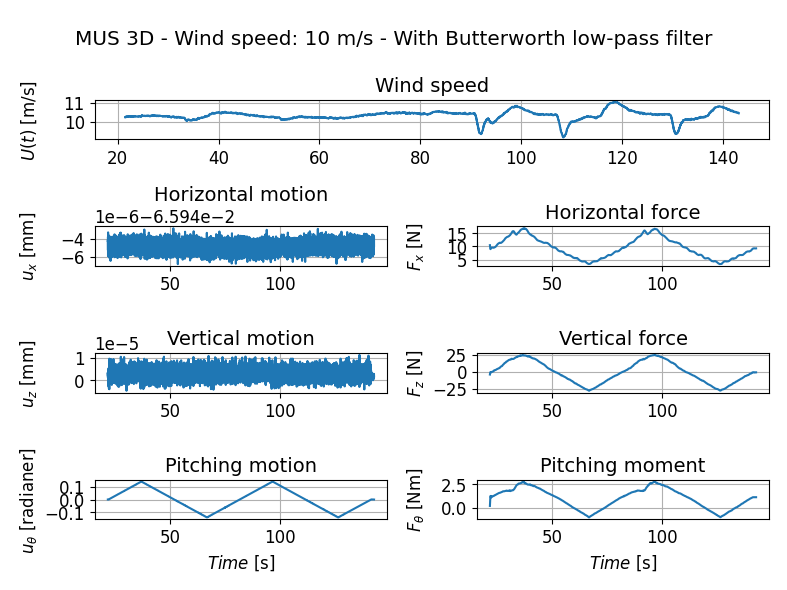 MUS 3D - Wind speed: 10 m/s - With Butterworth low-pass filter
Wind speed
U(t) [m/s]
11
10
20 40 60 80 100 120 140
Horizontal motion
1e-6−6.594e−2
u_x [mm]
−4
−6
50 100
Horizontal force
F_x [N]
15
10
5
50 100
Vertical motion
1e-5
u_z [mm]
1
0
50 100
Vertical force
F_z [N]
25
0
−25
50 100
Pitching motion
u_θ [radianer]
0.1
0.0
−0.1
50 100
Time [s]
Pitching moment
F_θ [Nm]
2.5
0.0
50 100
Time [s]